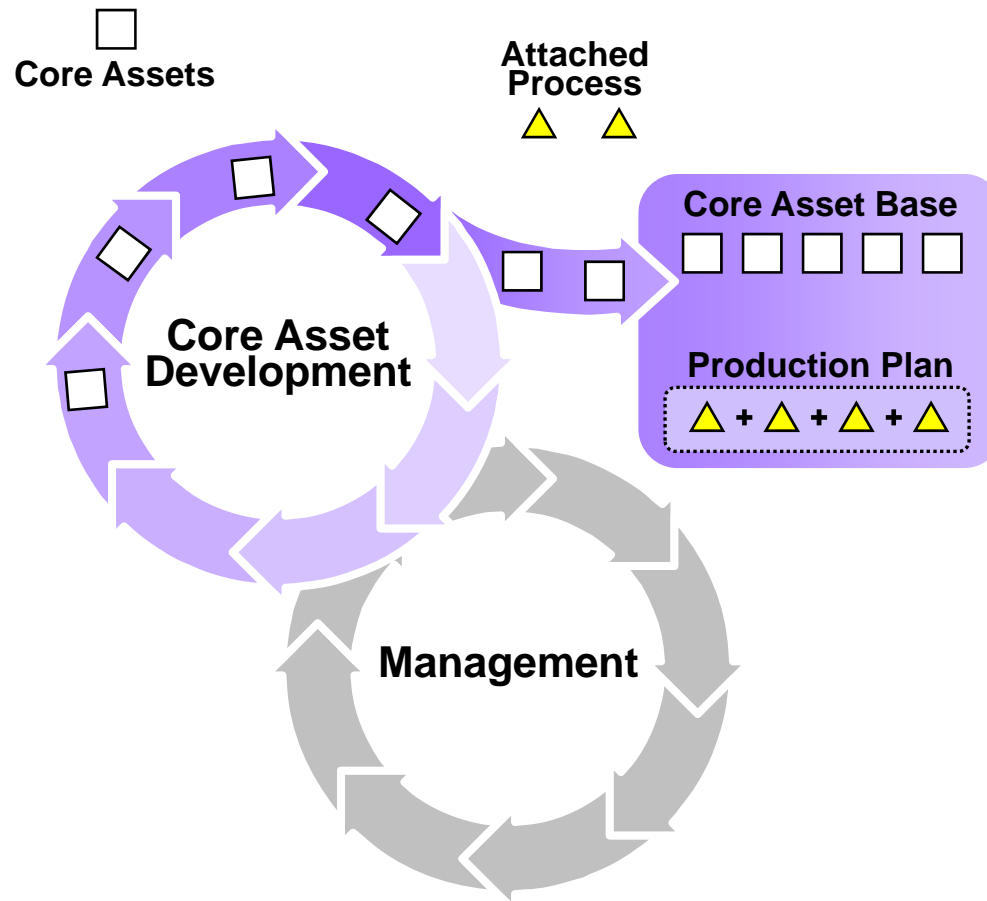 Core Assets
Attached
Process
Core Asset Base
Core Asset
Development
Production Plan
+ + +
Management